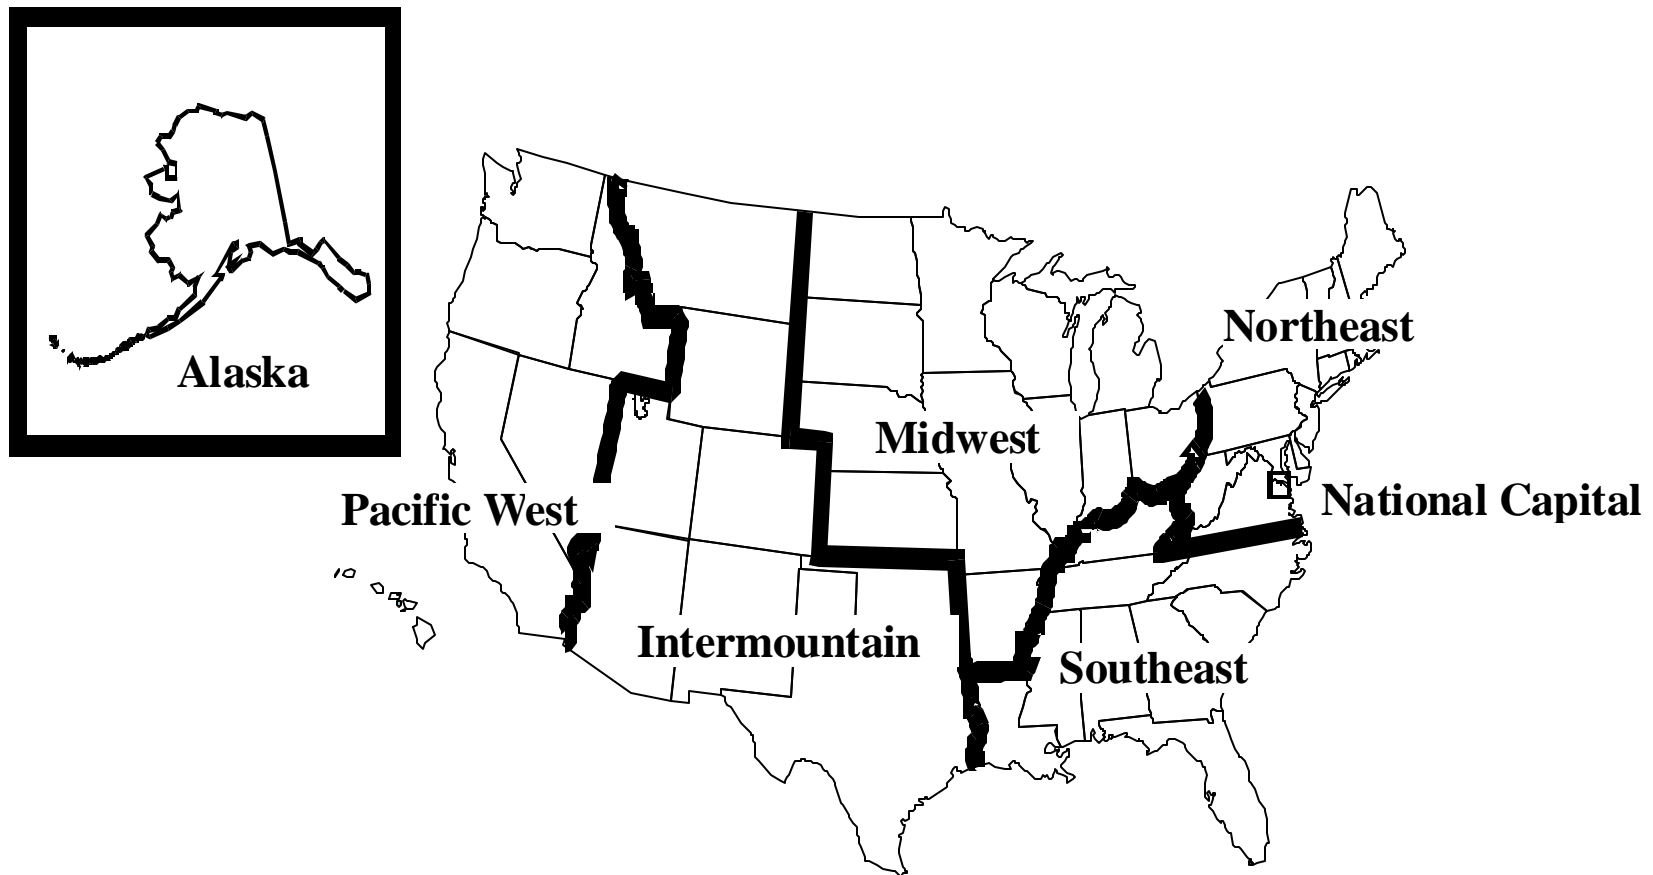 Alaska
Northeast
Midwest
National Capital
Pacific West
Intermountain
Southeast